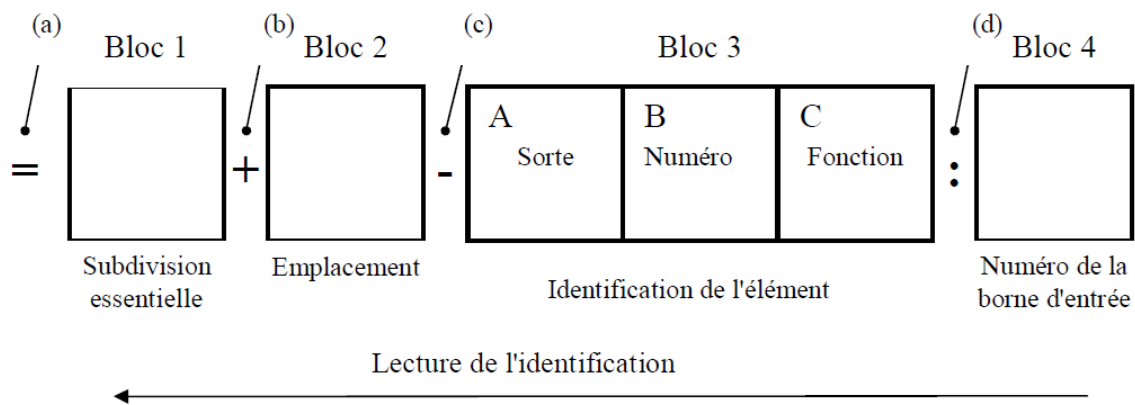 (a) (b) (c) (d)
Bloc 1 Bloc 2 Bloc 3 Bloc 4
= + - A B C :
Sorte Numéro Fonction
Subdivision
essentielle
Emplacement
Identification de l'élément
Numéro de la
borne d'entrée
Lecture de l'identification